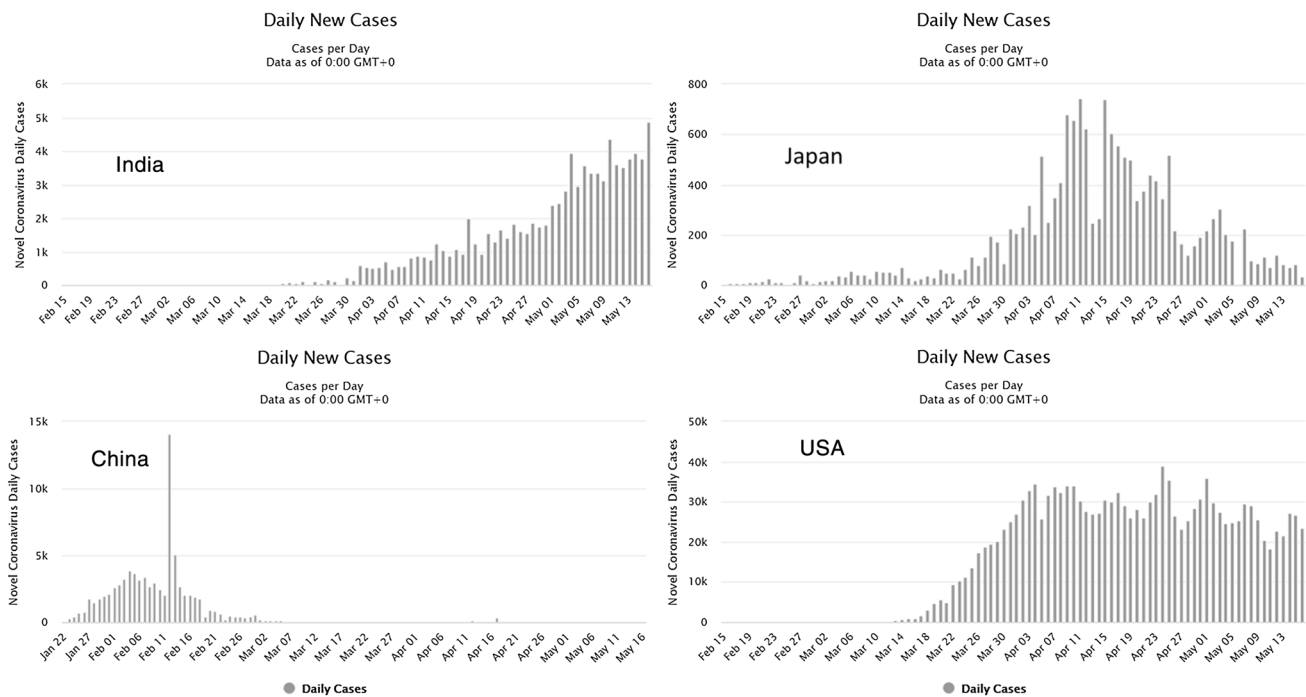 Daily New Cases
Cases per Day
Data as of 0:00 GMT+0
Novel Coronavirus Daily Cases
6k
5k
4k
3k
2k
1k
0
India
Feb 15
Feb 19
Feb 23
Feb 27
Mar 02
Mar 06
Mar 10
Mar 14
Mar 18
Mar 22
Mar 26
Mar 30
Apr 03
Apr 07
Apr 11
Apr 15
Apr 19
Apr 23
Apr 27
May 01
May 05
May 09
May 13
Daily New Cases
Cases per Day
Data as of 0:00 GMT+0
Novel Coronavirus Daily Cases
800
600
400
200
0
Japan
Feb 15
Feb 19
Feb 23
Feb 27
Mar 02
Mar 06
Mar 10
Mar 14
Mar 18
Mar 22
Mar 26
Mar 30
Apr 03
Apr 07
Apr 11
Apr 15
Apr 19
Apr 23
Apr 27
May 01
May 05
May 09
May 13
Daily New Cases
Cases per Day
Data as of 0:00 GMT+0
Novel Coronavirus Daily Cases
15k
10k
5k
0
China
Jan 22
Jan 27
Feb 01
Feb 06
Feb 11
Feb 16
Feb 21
Feb 26
Mar 02
Mar 07
Mar 12
Mar 17
Mar 22
Mar 27
Apr 01
Apr 06
Apr 11
Apr 16
Apr 21
Apr 26
May 01
May 06
May 11
May 16
Daily Cases
Daily New Cases
Cases per Day
Data as of 0:00 GMT+0
Novel Coronavirus Daily Cases
50k
40k
30k
20k
10k
0
USA
Feb 15
Feb 19
Feb 23
Feb 27
Mar 02
Mar 06
Mar 10
Mar 14
Mar 18
Mar 22
Mar 26
Mar 30
Apr 03
Apr 07
Apr 11
Apr 15
Apr 19
Apr 23
Apr 27
May 01
May 05
May 09
May 13
Daily Cases